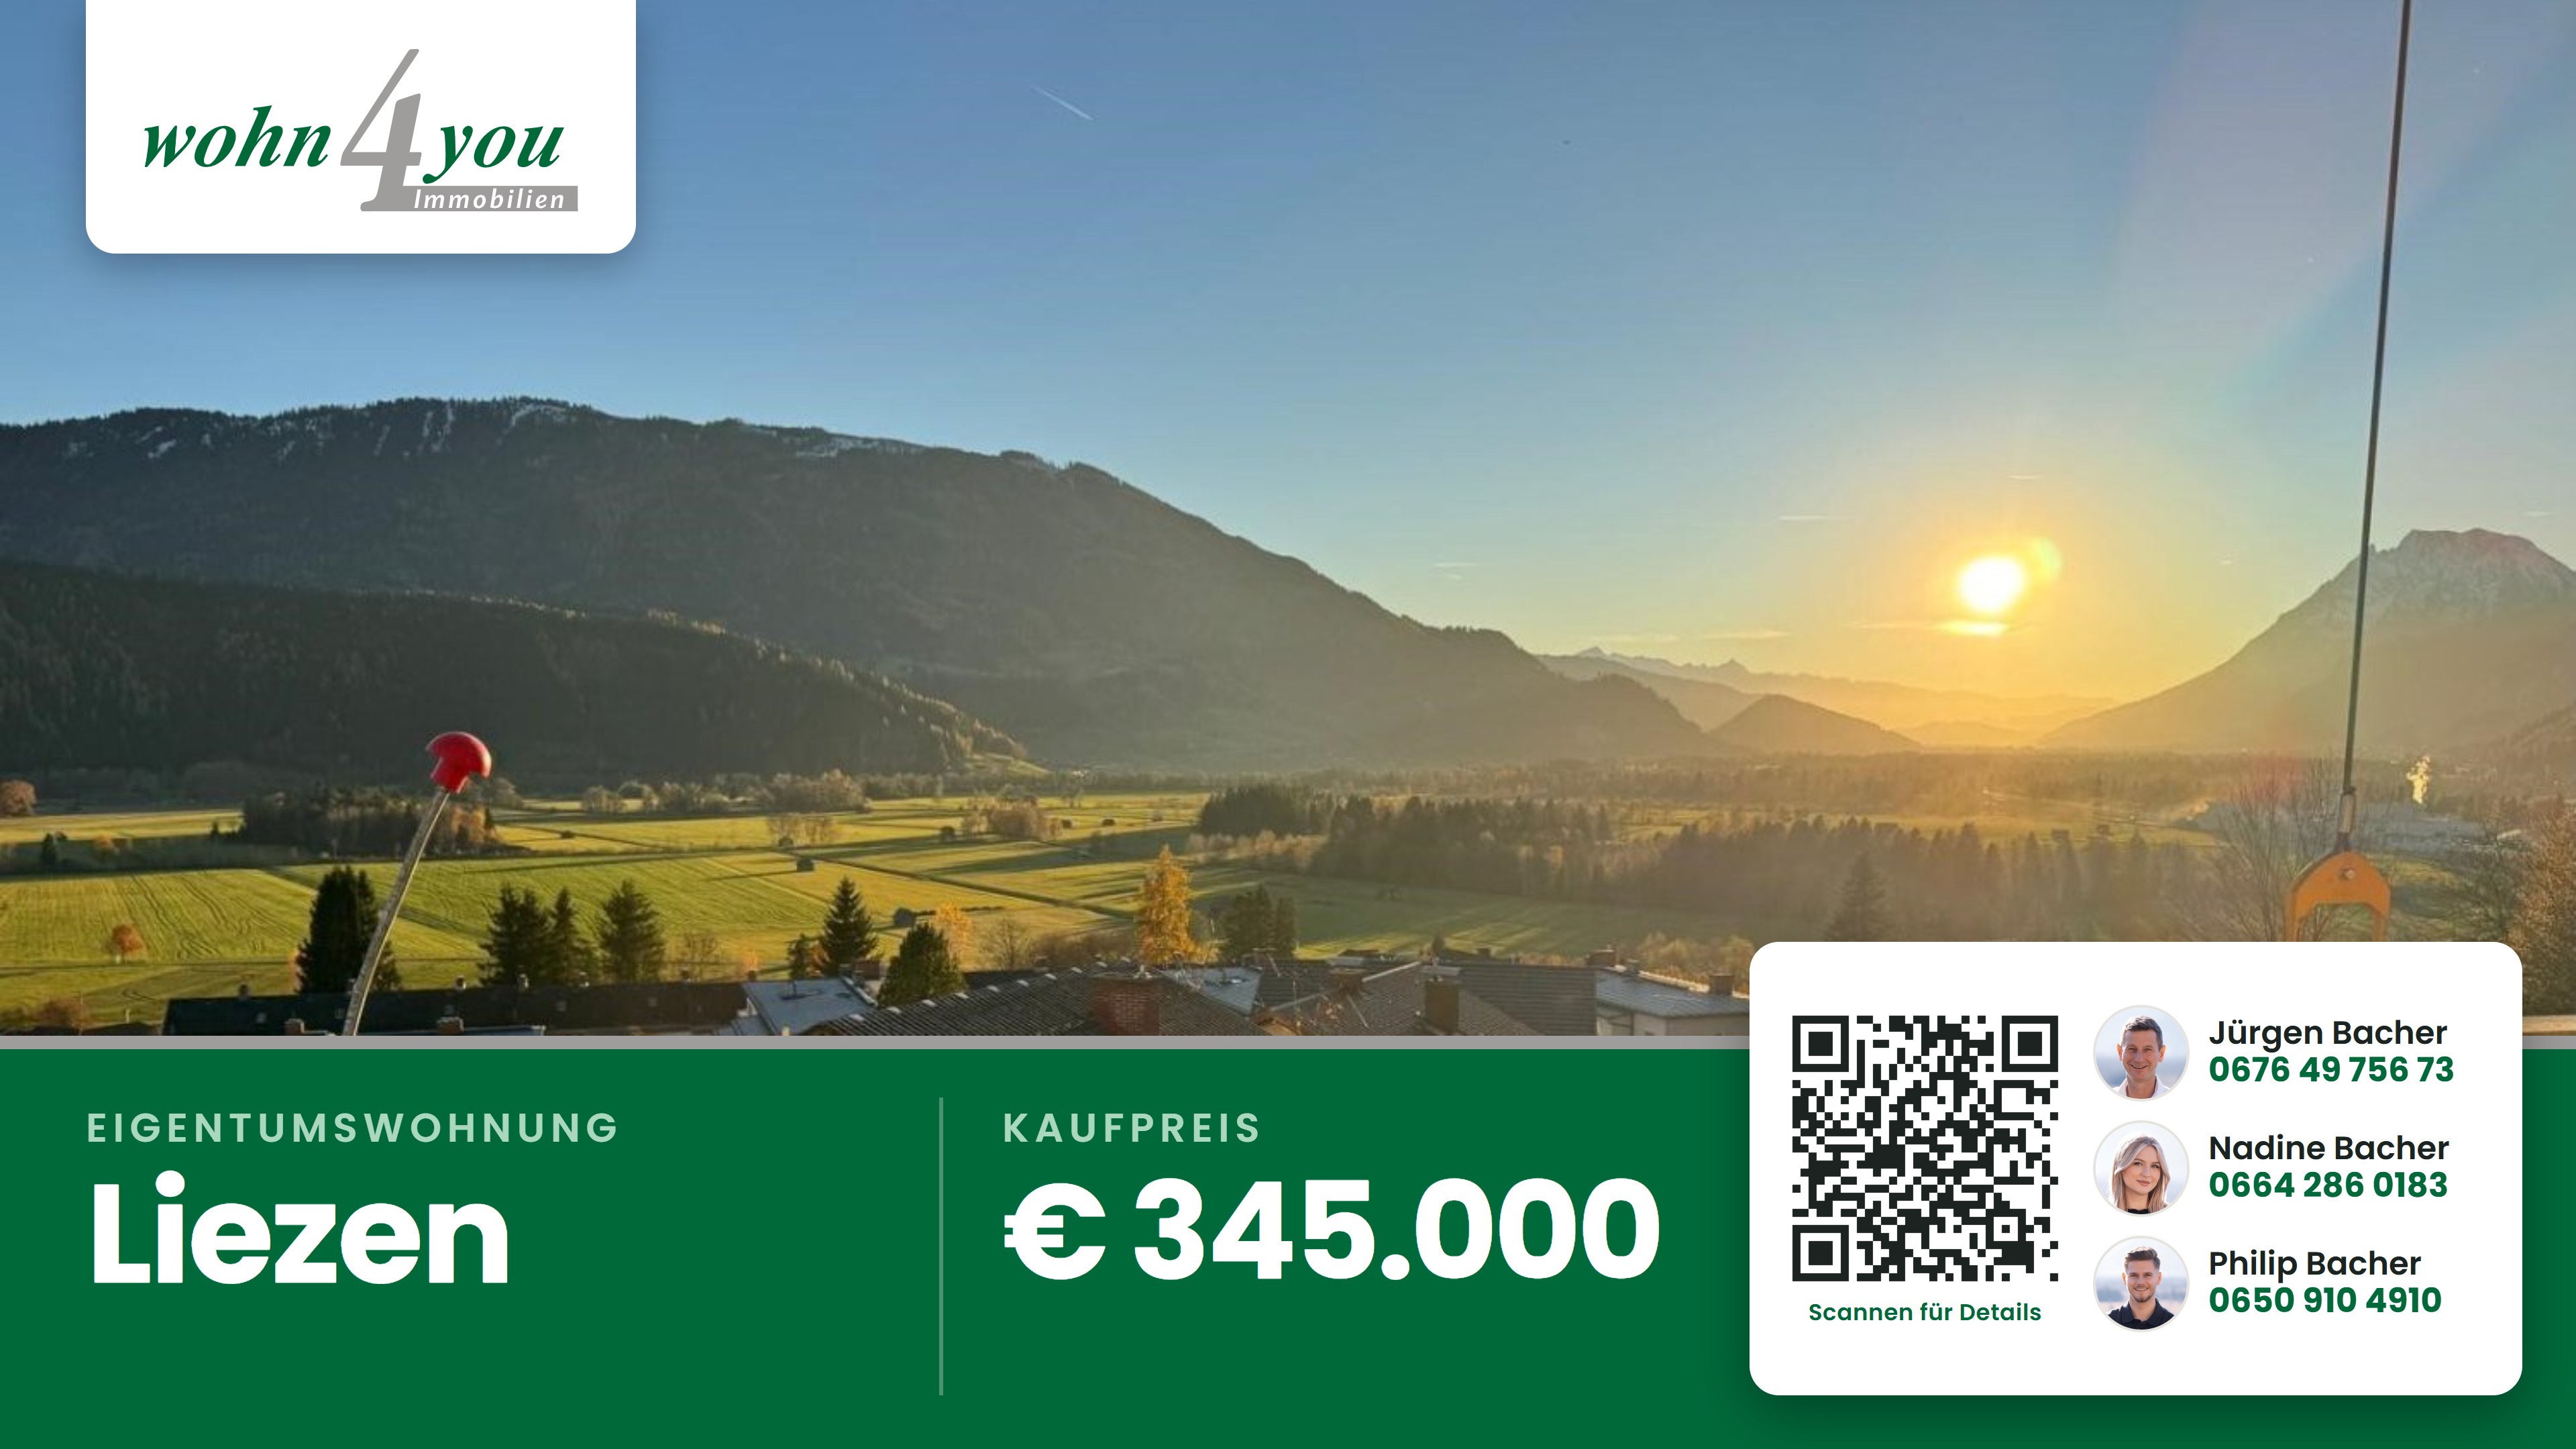 wohn4you
Immobilien
EIGENTUMSWOHNUNG
Liezen
KAUFPREIS
€ 345.000
Scannen für Details
Jürgen Bacher
0676 49 756 73
Nadine Bacher
0664 286 0183
Philip Bacher
0650 910 4910